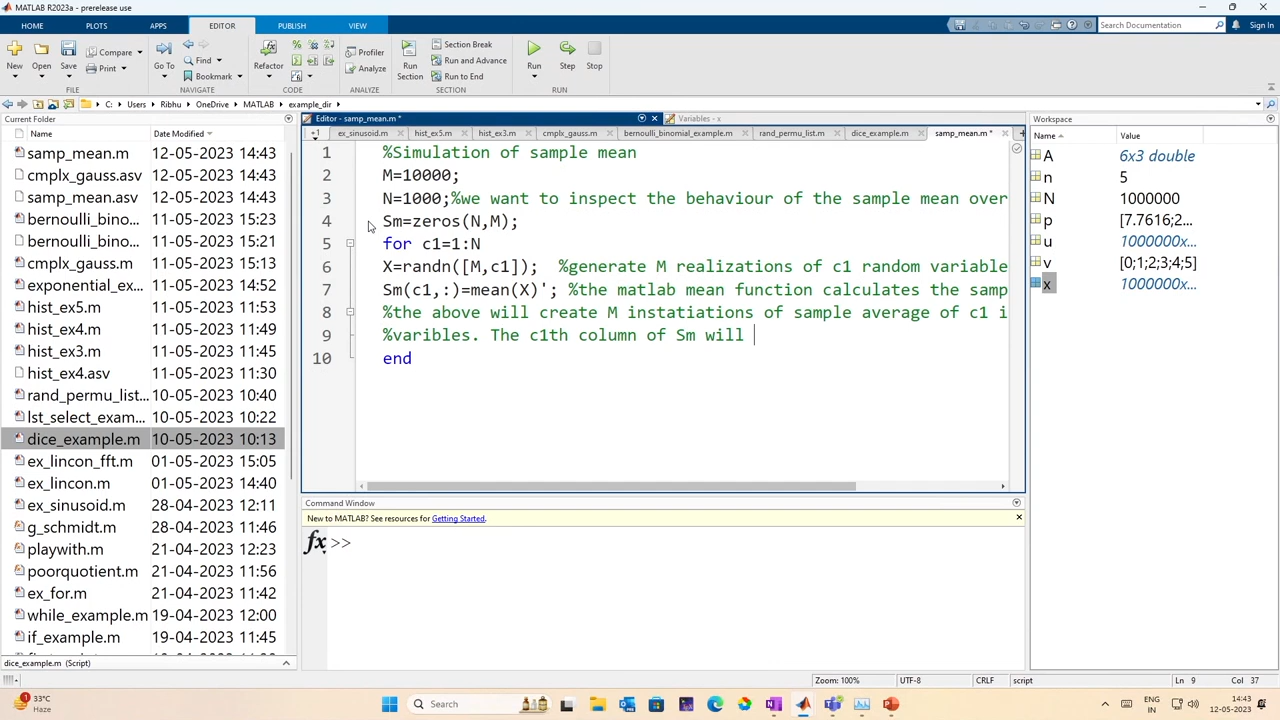 MATLAB R2023a - prerelease use
HOME PLOTS APPS EDITOR PUBLISH VIEW
Search Documentation
Sign In
New Open Save Compare Print Go To Find Bookmark Refactor Profiler Analyze Run Section Section Break Run and Advance Run to End Run Step Stop
FILE NAVIGATE CODE ANALYZE SECTION RUN
C: Users Ribhu OneDrive MATLAB example_dir
Current Folder
Name Date Modified
samp_mean.m 12-05-2023 14:43
cmplx_gauss.asv 12-05-2023 14:43
samp_mean.asv 12-05-2023 14:43
bernoulli_bino... 11-05-2023 15:23
bernoulli_bino... 11-05-2023 15:21
cmplx_gauss.m 11-05-2023 15:13
exponential_ex... 11-05-2023 14:52
hist_ex5.m 11-05-2023 12:03
hist_ex4.m 11-05-2023 11:49
hist_ex3.m 11-05-2023 11:40
hist_ex4.asv 11-05-2023 11:30
rand_permu_list... 10-05-2023 10:40
lst_select_exam... 10-05-2023 10:22
dice_example.m 10-05-2023 10:13
ex_lincon_fft.m 01-05-2023 15:05
ex_lincon.m 01-05-2023 14:40
ex_sinusoid.m 28-04-2023 12:11
g_schmidt.m 28-04-2023 11:46
playwith.m 21-04-2023 12:23
poorquotient.m 21-04-2023 11:56
ex_for.m 21-04-2023 11:42
while_example.m 19-04-2023 12:00
if_example.m 19-04-2023 11:45
dice_example.m (Script)
Editor - samp_mean.m *
Variables - x
+1 ex_sinusoid.m hist_ex5.m hist_ex3.m cmplx_gauss.m bernoulli_binomial_example.m rand_permu_list.m dice_example.m samp_mean.m *
1 %Simulation of sample mean
2 M=10000;
3 N=1000;%we want to inspect the behaviour of the sample mean over
4 Sm=zeros(N,M);
5 for c1=1:N
6 X=randn([M,c1]); %generate M realizations of c1 random variable
7 Sm(c1,:)=mean(X)'; %the matlab mean function calculates the samp
8 %the above will create M instatiations of sample average of c1 i
9 %varibles. The c1th column of Sm will
10 end
Command Window
New to MATLAB? See resources for Getting Started.
fx >>
Workspace
Name Value
A 6x3 double
n 5
N 1000000
p [7.7616;2...
u 1000000x...
v [0;1;2;3;4;5]
x 1000000x...
Zoom: 100% UTF-8 CRLF script Ln 9 Col 37
33°C
Haze
Search
ENG
IN
14:43
12-05-2023